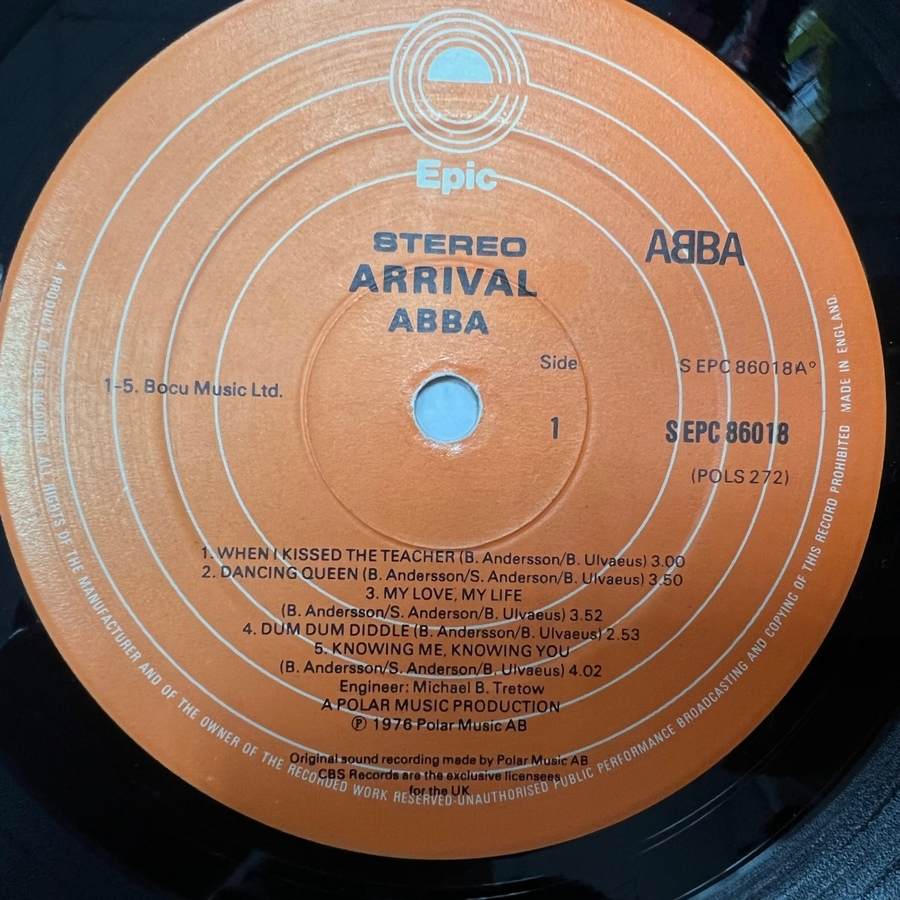 Epic
STEREO
ARRIVAL
ABBA
ABBA
1-5. Bocu Music Ltd.
Side
1
S EPC 86018A°
S EPC 86018
(POLS 272)
1. WHEN I KISSED THE TEACHER (B. Andersson/B. Ulvaeus) 3.00
2. DANCING QUEEN (B. Andersson/S. Anderson/B. Ulvaeus) 3.50
3. MY LOVE, MY LIFE
(B. Andersson/S. Anderson/B. Ulvaeus) 3.52
4. DUM DUM DIDDLE (B. Andersson/B. Ulvaeus) 2.53
5. KNOWING ME, KNOWING YOU
(B. Andersson/S. Anderson/B. Ulvaeus) 4.02
Engineer: Michael B. Tretow
A POLAR MUSIC PRODUCTION
℗ 1976 Polar Music AB
Original sound recording made by Polar Music AB
CBS Records are the exclusive licensees
for the UK
A PRODUCT OF CBS RECORDS ALL RIGHTS OF THE MANUFACTURER AND OF THE OWNER OF THE RECORDED WORK RESERVED-UNAUTHORISED PUBLIC PERFORMANCE BROADCASTING AND COPYING OF THIS RECORD PROHIBITED MADE IN ENGLAND.